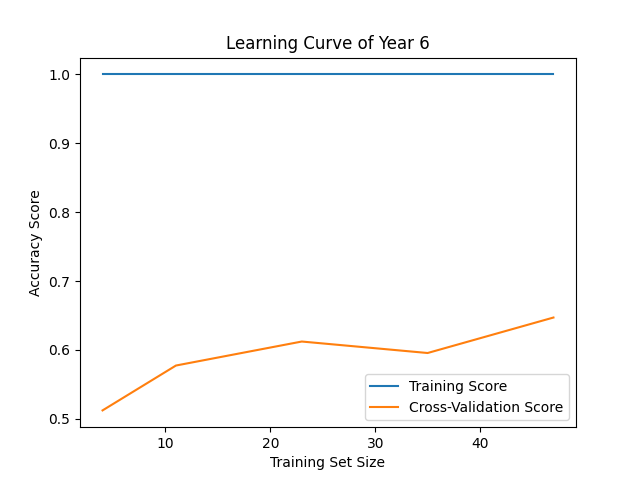 Learning Curve of Year 6
1.0
0.9
0.8
0.7
0.6
0.5
Accuracy Score
Training Score
Cross-Validation Score
10 20 30 40
Training Set Size